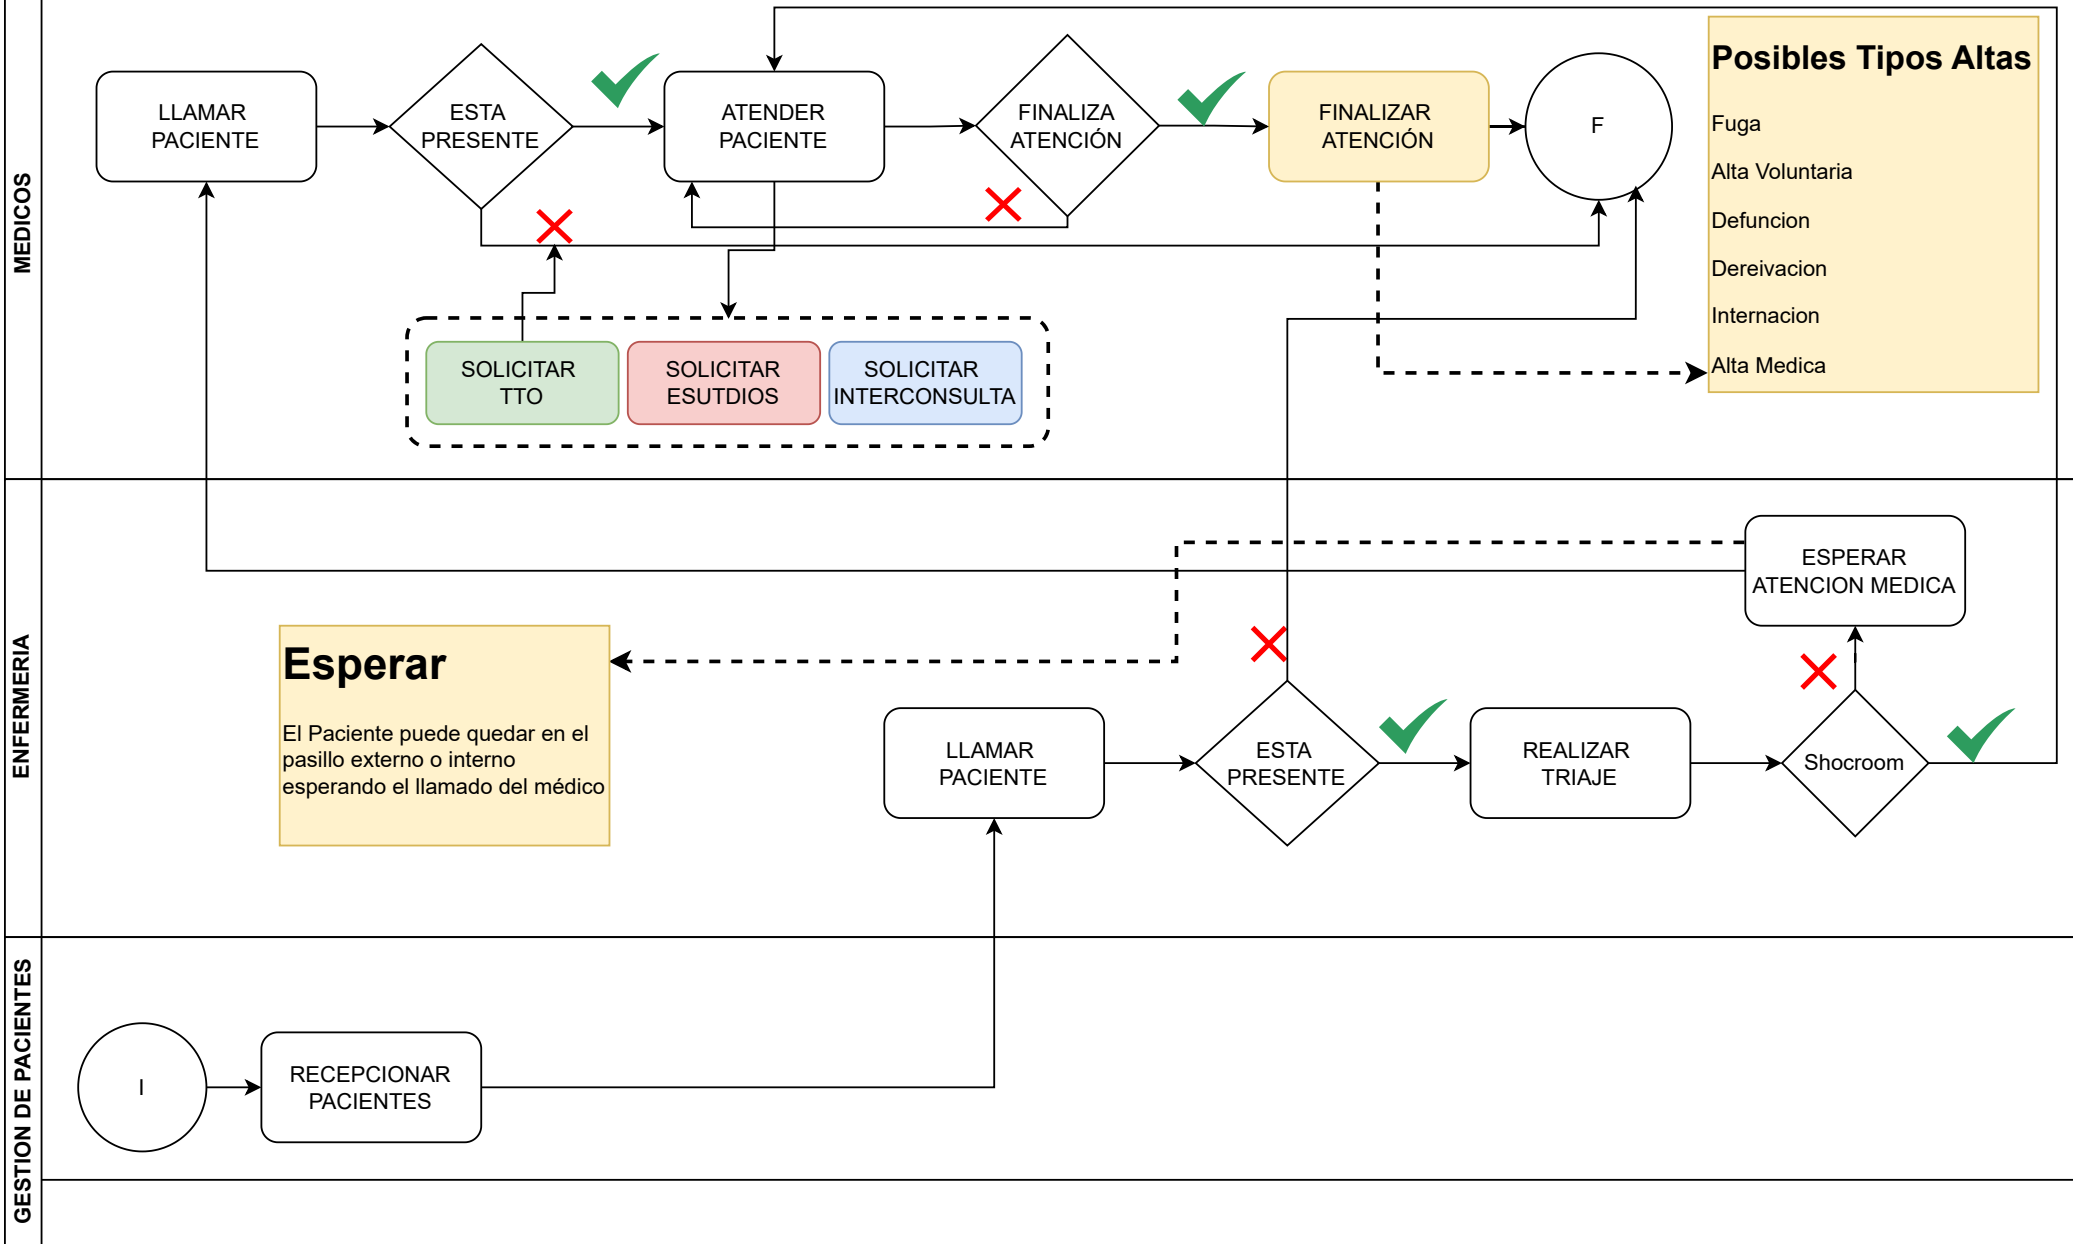 MEDICOS
LLAMAR
PACIENTE
ESTA
PRESENTE
ATENDER
PACIENTE
FINALIZA
ATENCIÓN
FINALIZAR
ATENCIÓN
F
Posibles Tipos Altas
Fuga
Alta Voluntaria
Defuncion
Dereivacion
Internacion
Alta Medica
SOLICITAR
TTO
SOLICITAR
ESUTDIOS
SOLICITAR
INTERCONSULTA
ENFERMERIA
ESPERAR
ATENCION MEDICA
Esperar
El Paciente puede quedar en el
pasillo externo o interno
esperando el llamado del médico
LLAMAR
PACIENTE
ESTA
PRESENTE
REALIZAR
TRIAJE
Shocroom
GESTION DE PACIENTES
I
RECEPCIONAR
PACIENTES